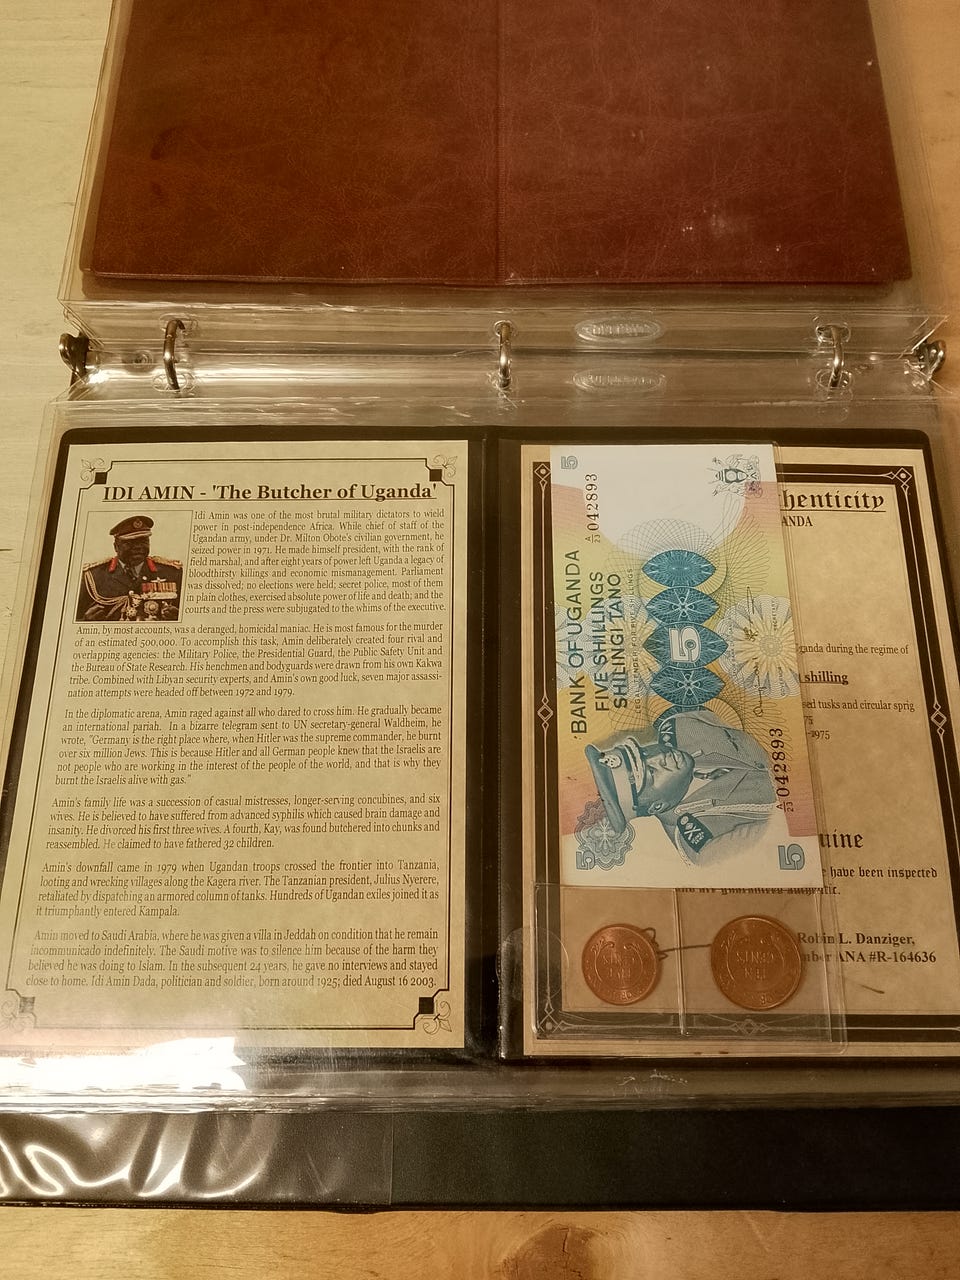 IDI AMIN - 'The Butcher of Uganda'
Idi Amin was one of the most brutal military dictators to wield
power in post-independence Africa. While chief of staff of the
Ugandan army, under Dr. Milton Obote's civilian government, he
seized power in 1971. He made himself president, with the rank of
field marshal, and after eight years of power left Uganda a legacy of
bloodthirsty killings and economic mismanagement. Parliament
was dissolved; no elections were held; secret police, most of them
in plain clothes, exercised absolute power of life and death; and the
courts and the press were subjugated to the whims of the executive.
Amin, by most accounts, was a deranged, homicidal maniac. He is most famous for the murder
of an estimated 500,000. To accomplish this task, Amin deliberately created four rival and
overlapping agencies: the Military Police, the Presidential Guard, the Public Safety Unit and
the Bureau of State Research. His henchmen and bodyguards were drawn from his own Kakwa
tribe. Combined with Libyan security experts, and Amin's own good luck, seven major assassi-
nation attempts were headed off between 1972 and 1979.
In the diplomatic arena, Amin raged against all who dared to cross him. He gradually became
an international pariah. In a bizarre telegram sent to UN secretary-general Waldheim, he
wrote, "Germany is the right place where, when Hitler was the supreme commander, he burnt
over six million Jews. This is because Hitler and all German people knew that the Israelis are
not people who are working in the interest of the people of the world, and that is why they
burnt the Israelis alive with gas."
Amin's family life was a succession of casual mistresses, longer-serving concubines, and six
wives. He is believed to have suffered from advanced syphilis which caused brain damage and
insanity. He divorced his first three wives. A fourth, Kay, was found butchered into chunks and
reassembled. He claimed to have fathered 32 children.
Amin's downfall came in 1979 when Ugandan troops crossed the frontier into Tanzania,
looting and wrecking villages along the Kagera river. The Tanzanian president, Julius Nyerere,
retaliated by dispatching an armored column of tanks. Hundreds of Ugandan exiles joined it as
it triumphantly entered Kampala.
Amin moved to Saudi Arabia, where he was given a villa in Jeddah on condition that he remain
incommunicado indefinitely. The Saudi motive was to silence him because of the harm they
believed he was doing to Islam. In the subsequent 24 years, he gave no interviews and stayed
close to home. Idi Amin Dada, politician and soldier, born around 1925; died August 16 2003.
5
A/23 042893
BANK OF UGANDA
FIVE SHILLINGS
SHILINGI TANO
LEGAL TENDER FOR FIVE SHILLINGS
5
A/23 042893
5
5
henticity
ANDA
ganda during the regime of
shilling
sed tusks and circular sprig
75
-1975
uine
have been inspected
and are guaranteed authentic.
Robin L. Danziger,
ber ANA #R-164636
FIVE
CENTS
TEN
CENTS